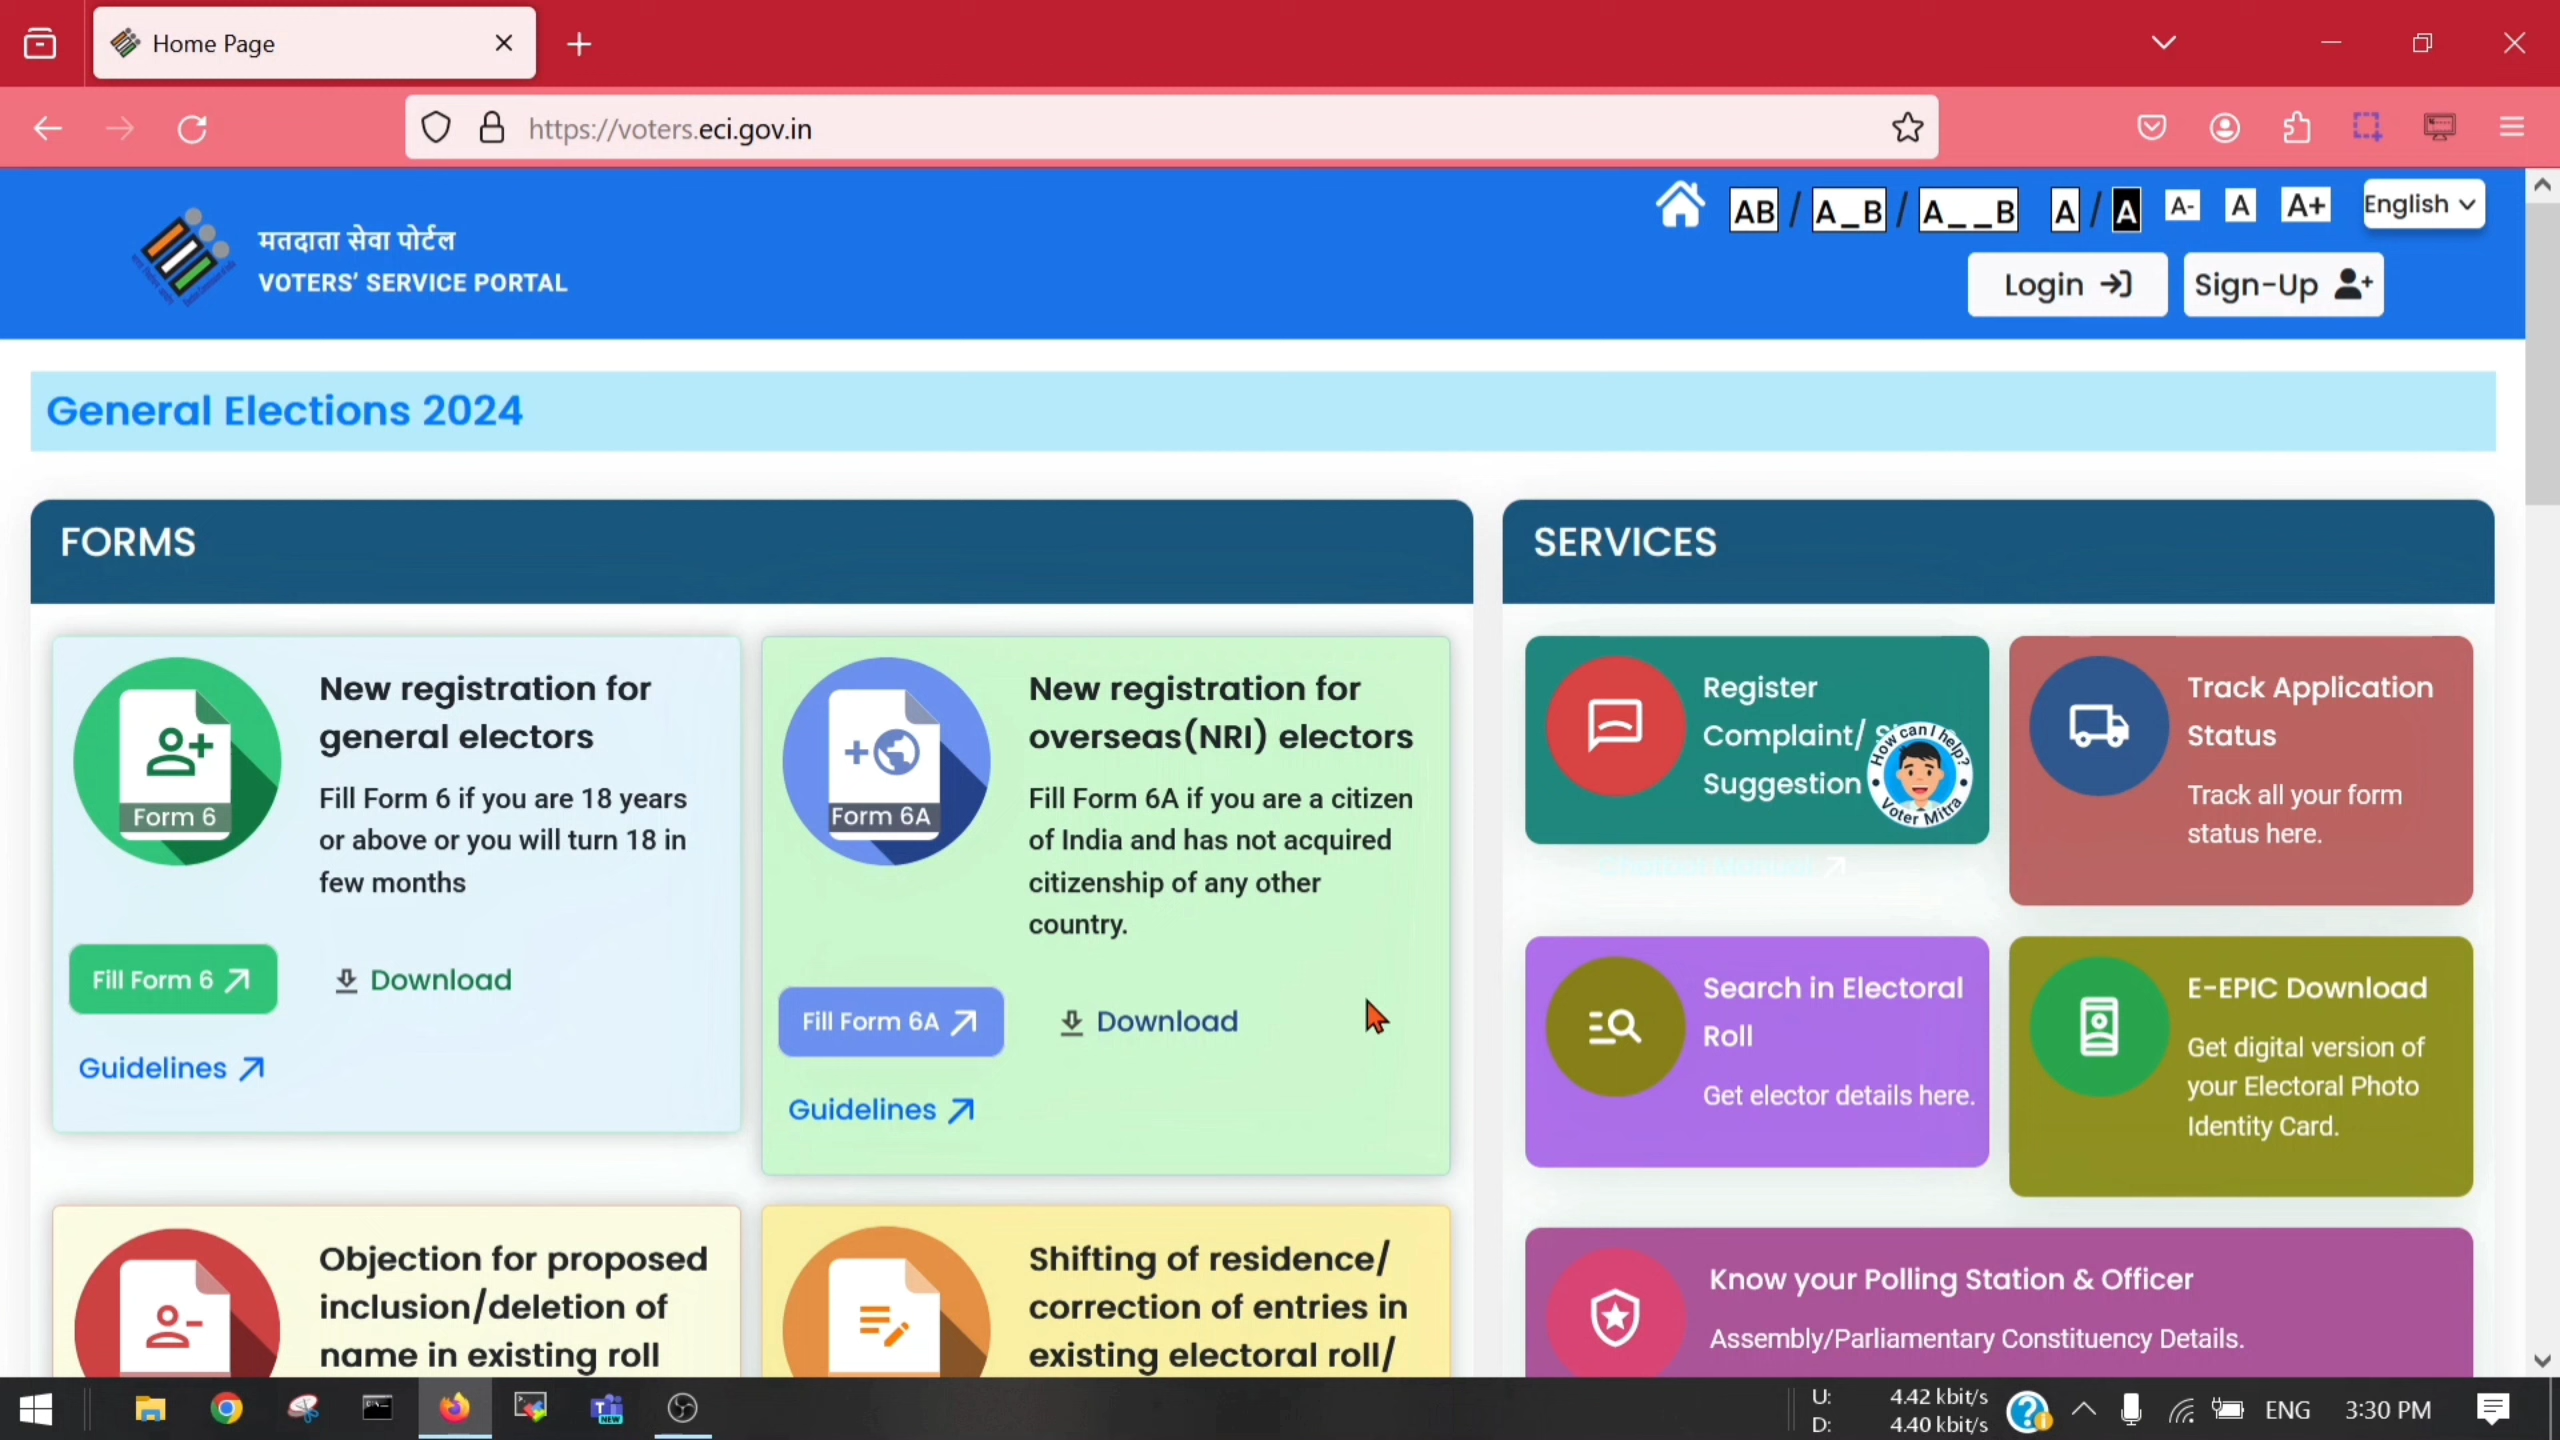 Home Page
https://voters.eci.gov.in
AB / A_B / A__B A / A A- A A+ English
मतदाता सेवा पोर्टल
VOTERS' SERVICE PORTAL
Login Sign-Up
General Elections 2024
FORMS
Form 6
New registration for
general electors
Fill Form 6 if you are 18 years
or above or you will turn 18 in
few months
Fill Form 6 Download
Guidelines
Form 6A
New registration for
overseas(NRI) electors
Fill Form 6A if you are a citizen
of India and has not acquired
citizenship of any other
country.
Fill Form 6A Download
Guidelines
Objection for proposed
inclusion/deletion of
name in existing roll
Shifting of residence/
correction of entries in
existing electoral roll/
SERVICES
Register
Complaint/
Suggestion
How can I help?
Voter Mitra
Track Application
Status
Track all your form
status here.
Search in Electoral
Roll
Get elector details here.
E-EPIC Download
Get digital version of
your Electoral Photo
Identity Card.
Know your Polling Station & Officer
Assembly/Parliamentary Constituency Details.
U: 4.42 kbit/s
D: 4.40 kbit/s
ENG 3:30 PM